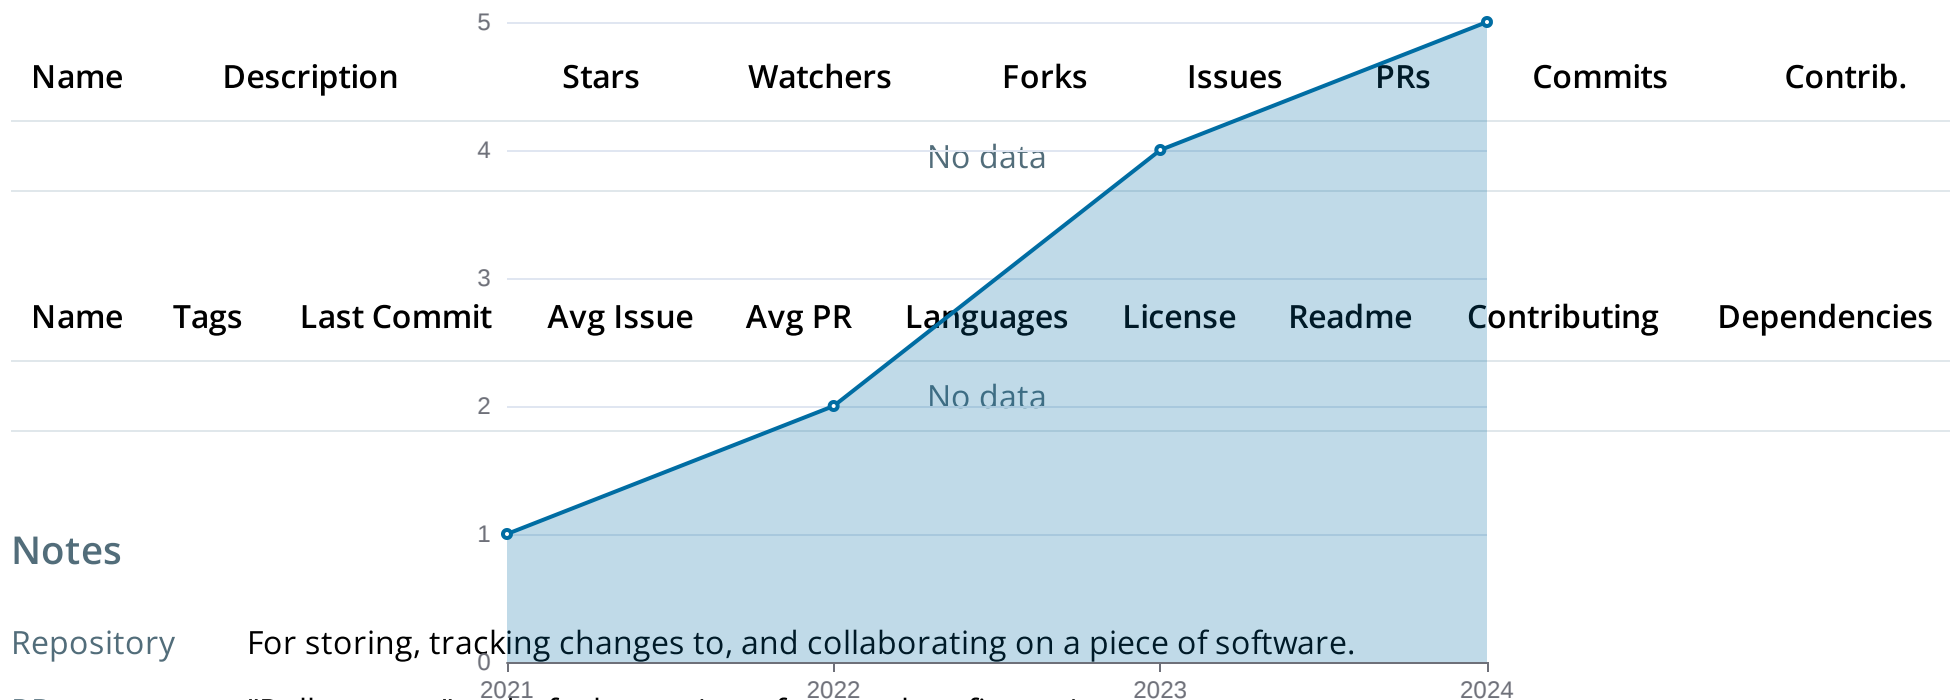 5
Name Description Stars Watchers Forks Issues PRs Commits Contrib.
4
No data
3
Name Tags Last Commit Avg Issue Avg PR Languages License Readme Contributing Dependencies
No data
2
1
Notes
Repository For storing, tracking changes to, and collaborating on a piece of software.
0
2021 2022 2023 2024